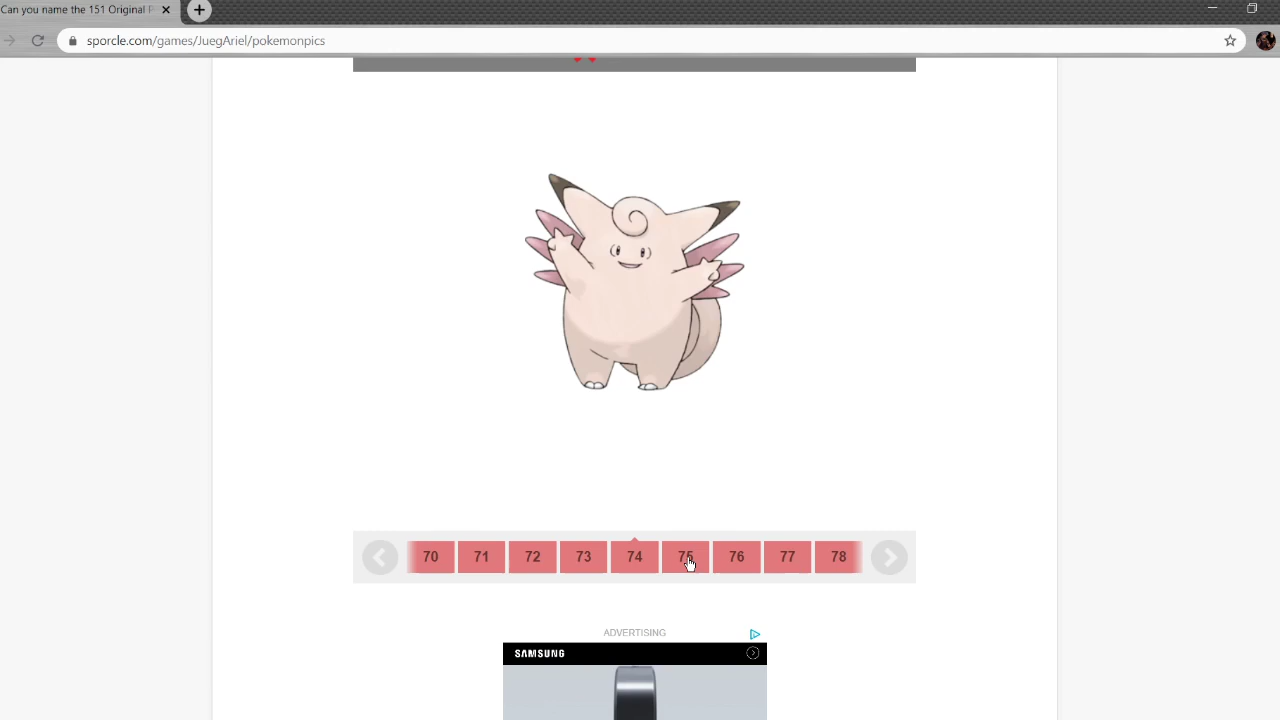 Can you name the 151 Original P
sporcle.com/games/JuegAriel/pokemonpics
70 71 72 73 74 75 76 77 78
ADVERTISING
SAMSUNG